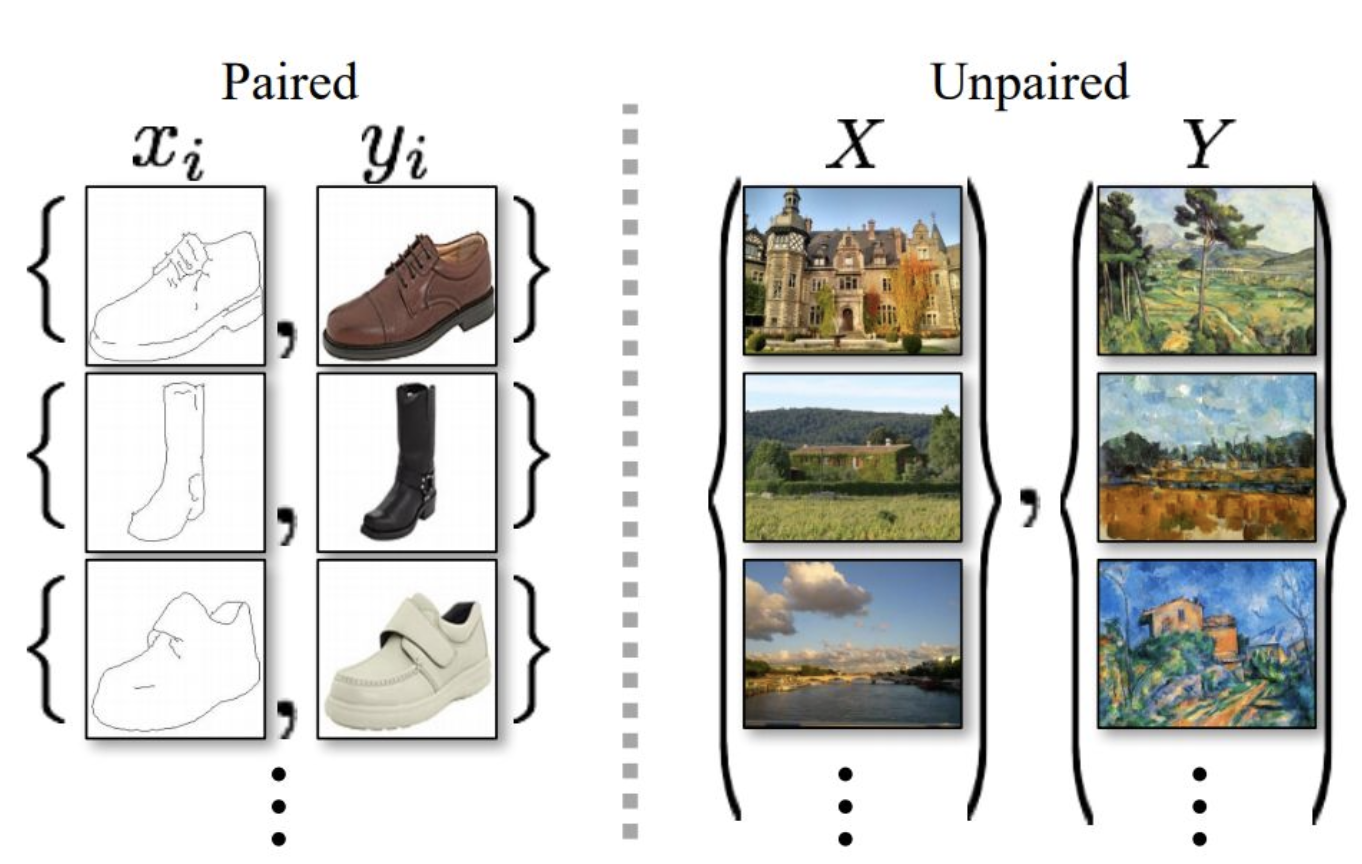 Paired
x_i y_i
{ , }
{ , }
{ , }
Unpaired
X Y
{ } , { }